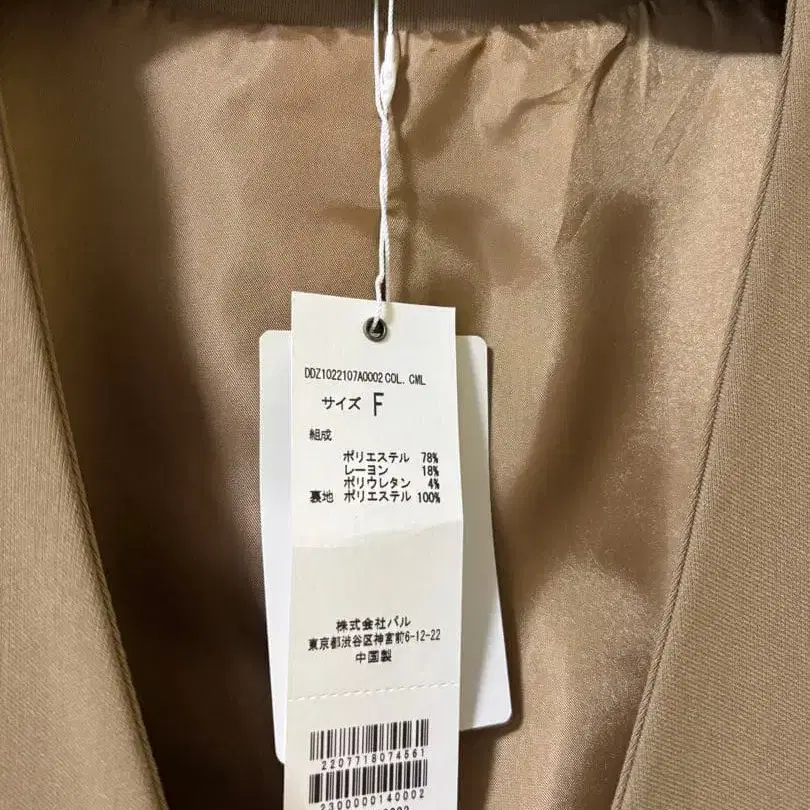 DDZ1022107A0002 COL. CML
サイズ F
組成
ポリエステル 78%
レーヨン 18%
ポリウレタン 4%
裏地 ポリエステル 100%
株式会社パル
東京都渋谷区神宮前6-12-22
中国製
2207718074561
2300000140002